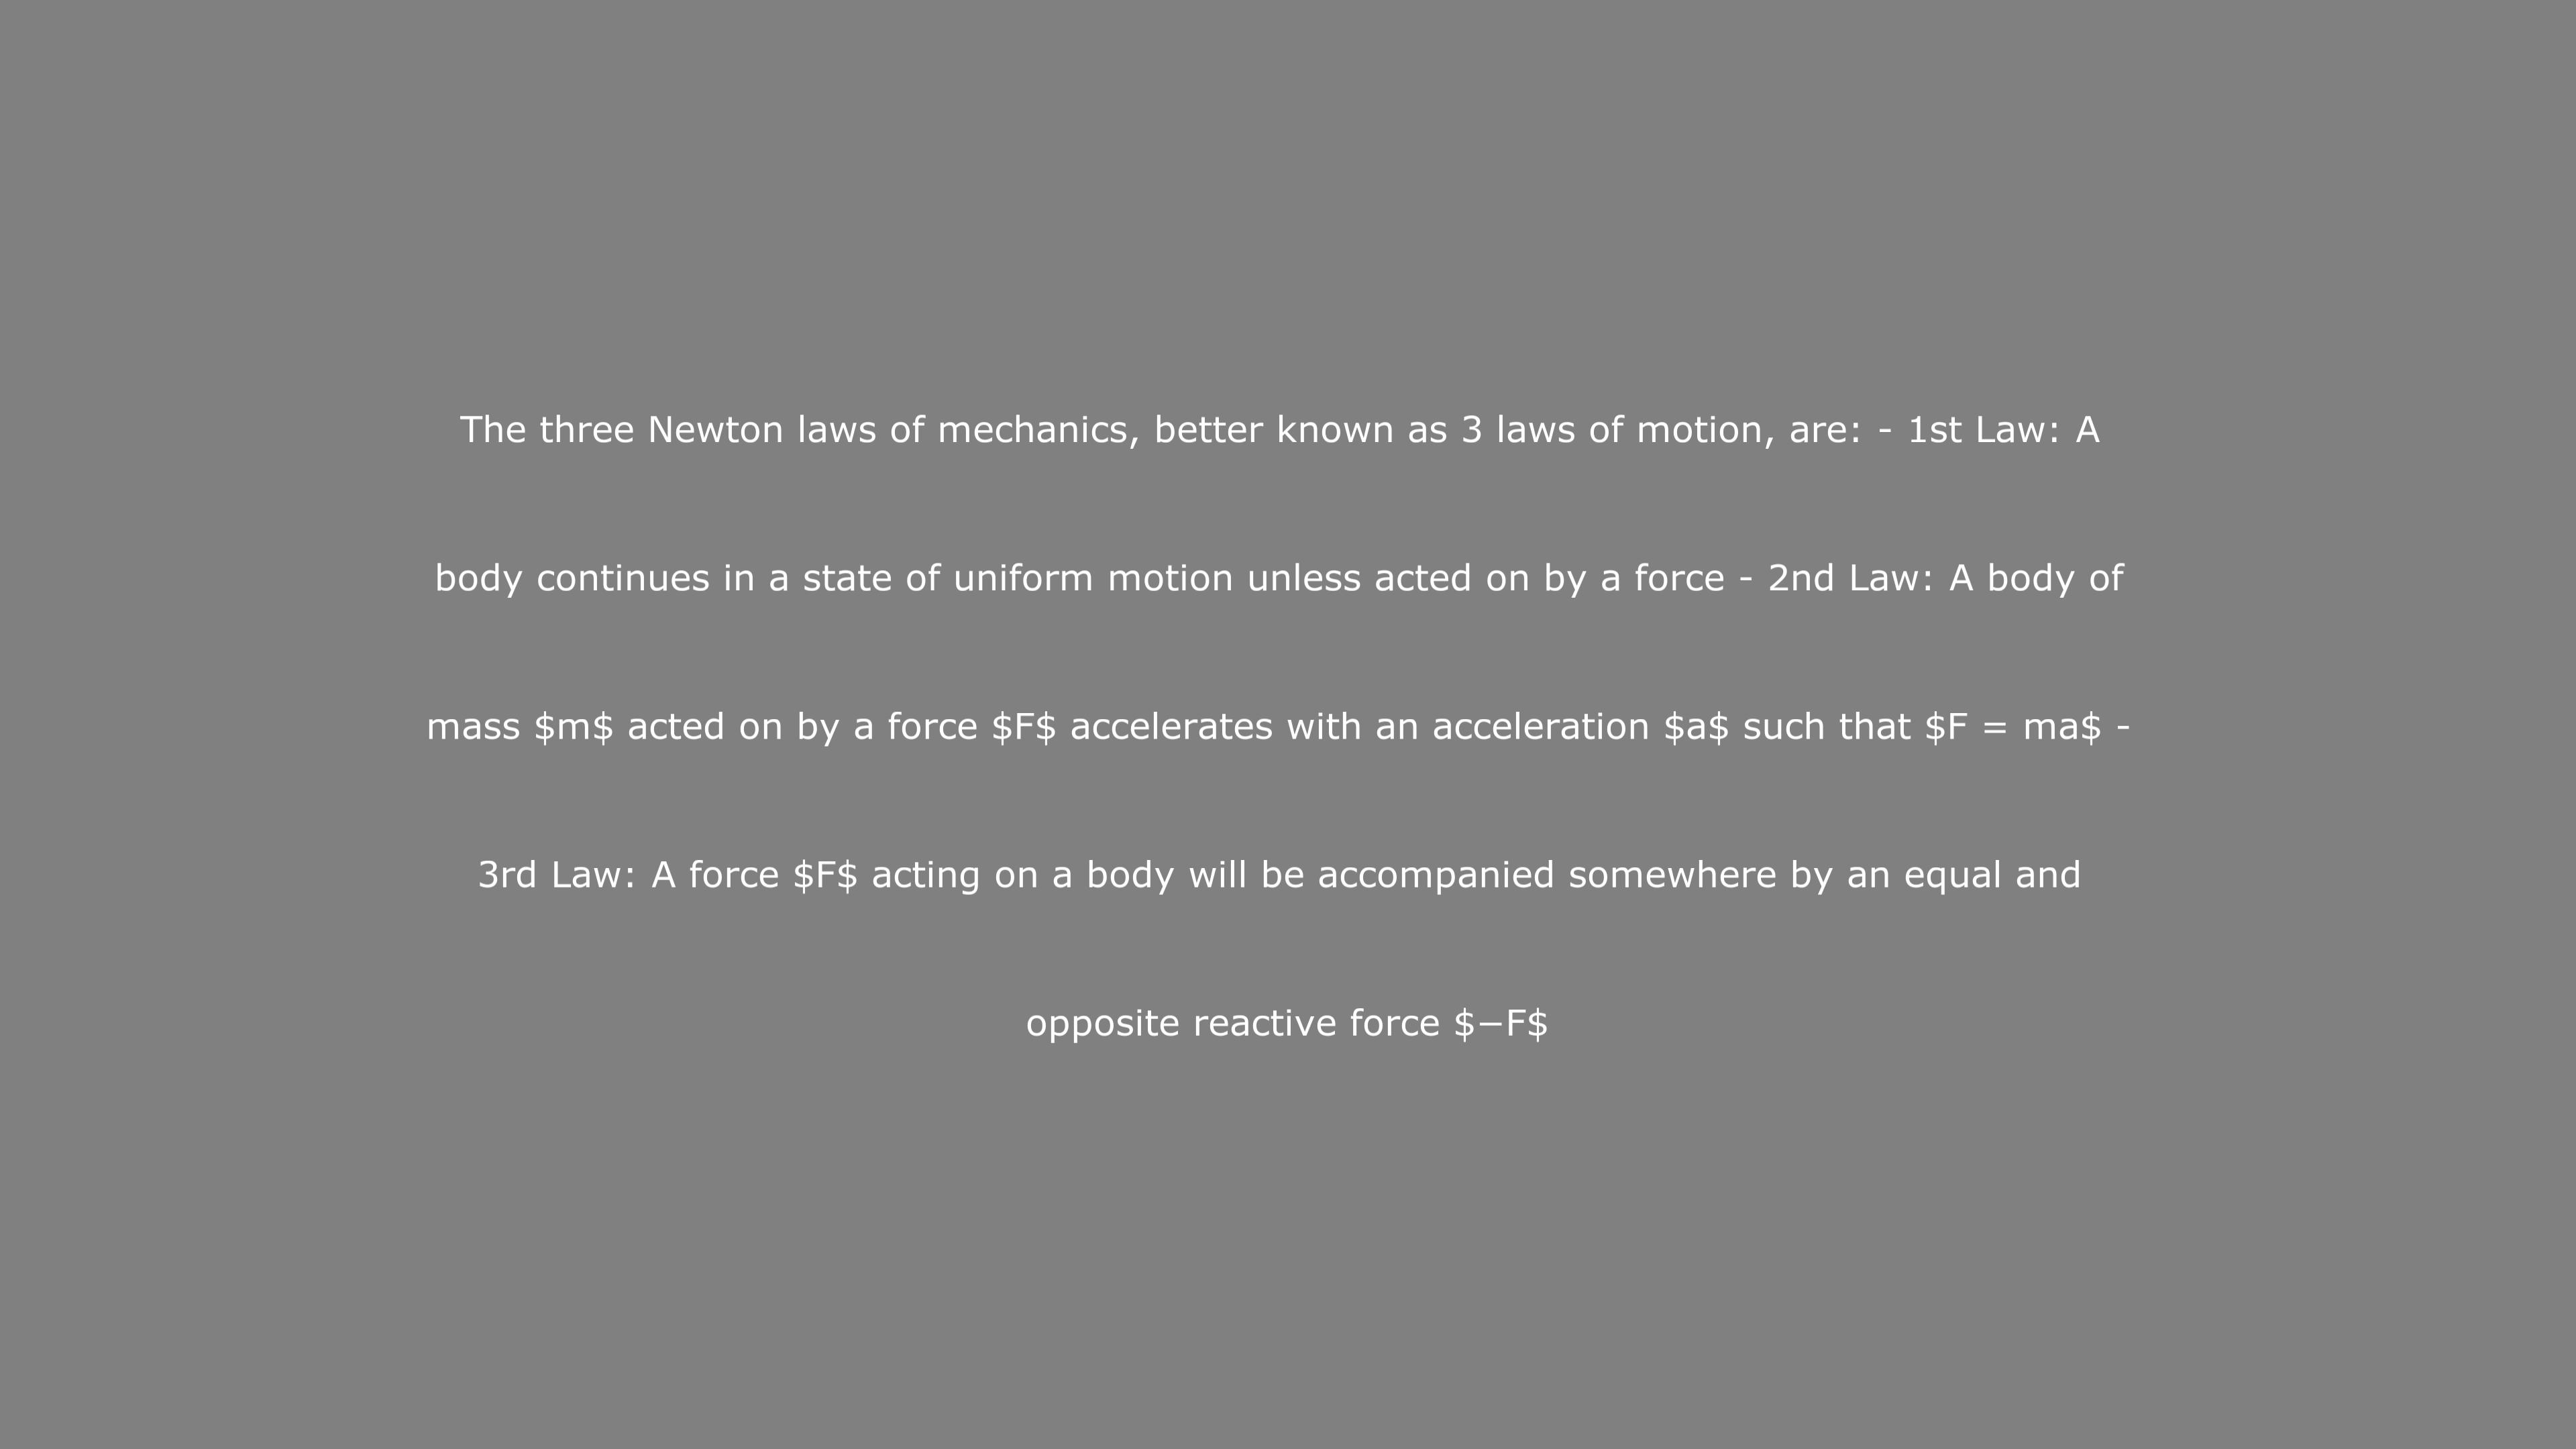 The three Newton laws of mechanics, better known as 3 laws of motion, are: - 1st Law: A
body continues in a state of uniform motion unless acted on by a force - 2nd Law: A body of
mass $m$ acted on by a force $F$ accelerates with an acceleration $a$ such that $F = ma$ -
3rd Law: A force $F$ acting on a body will be accompanied somewhere by an equal and
opposite reactive force $−F$